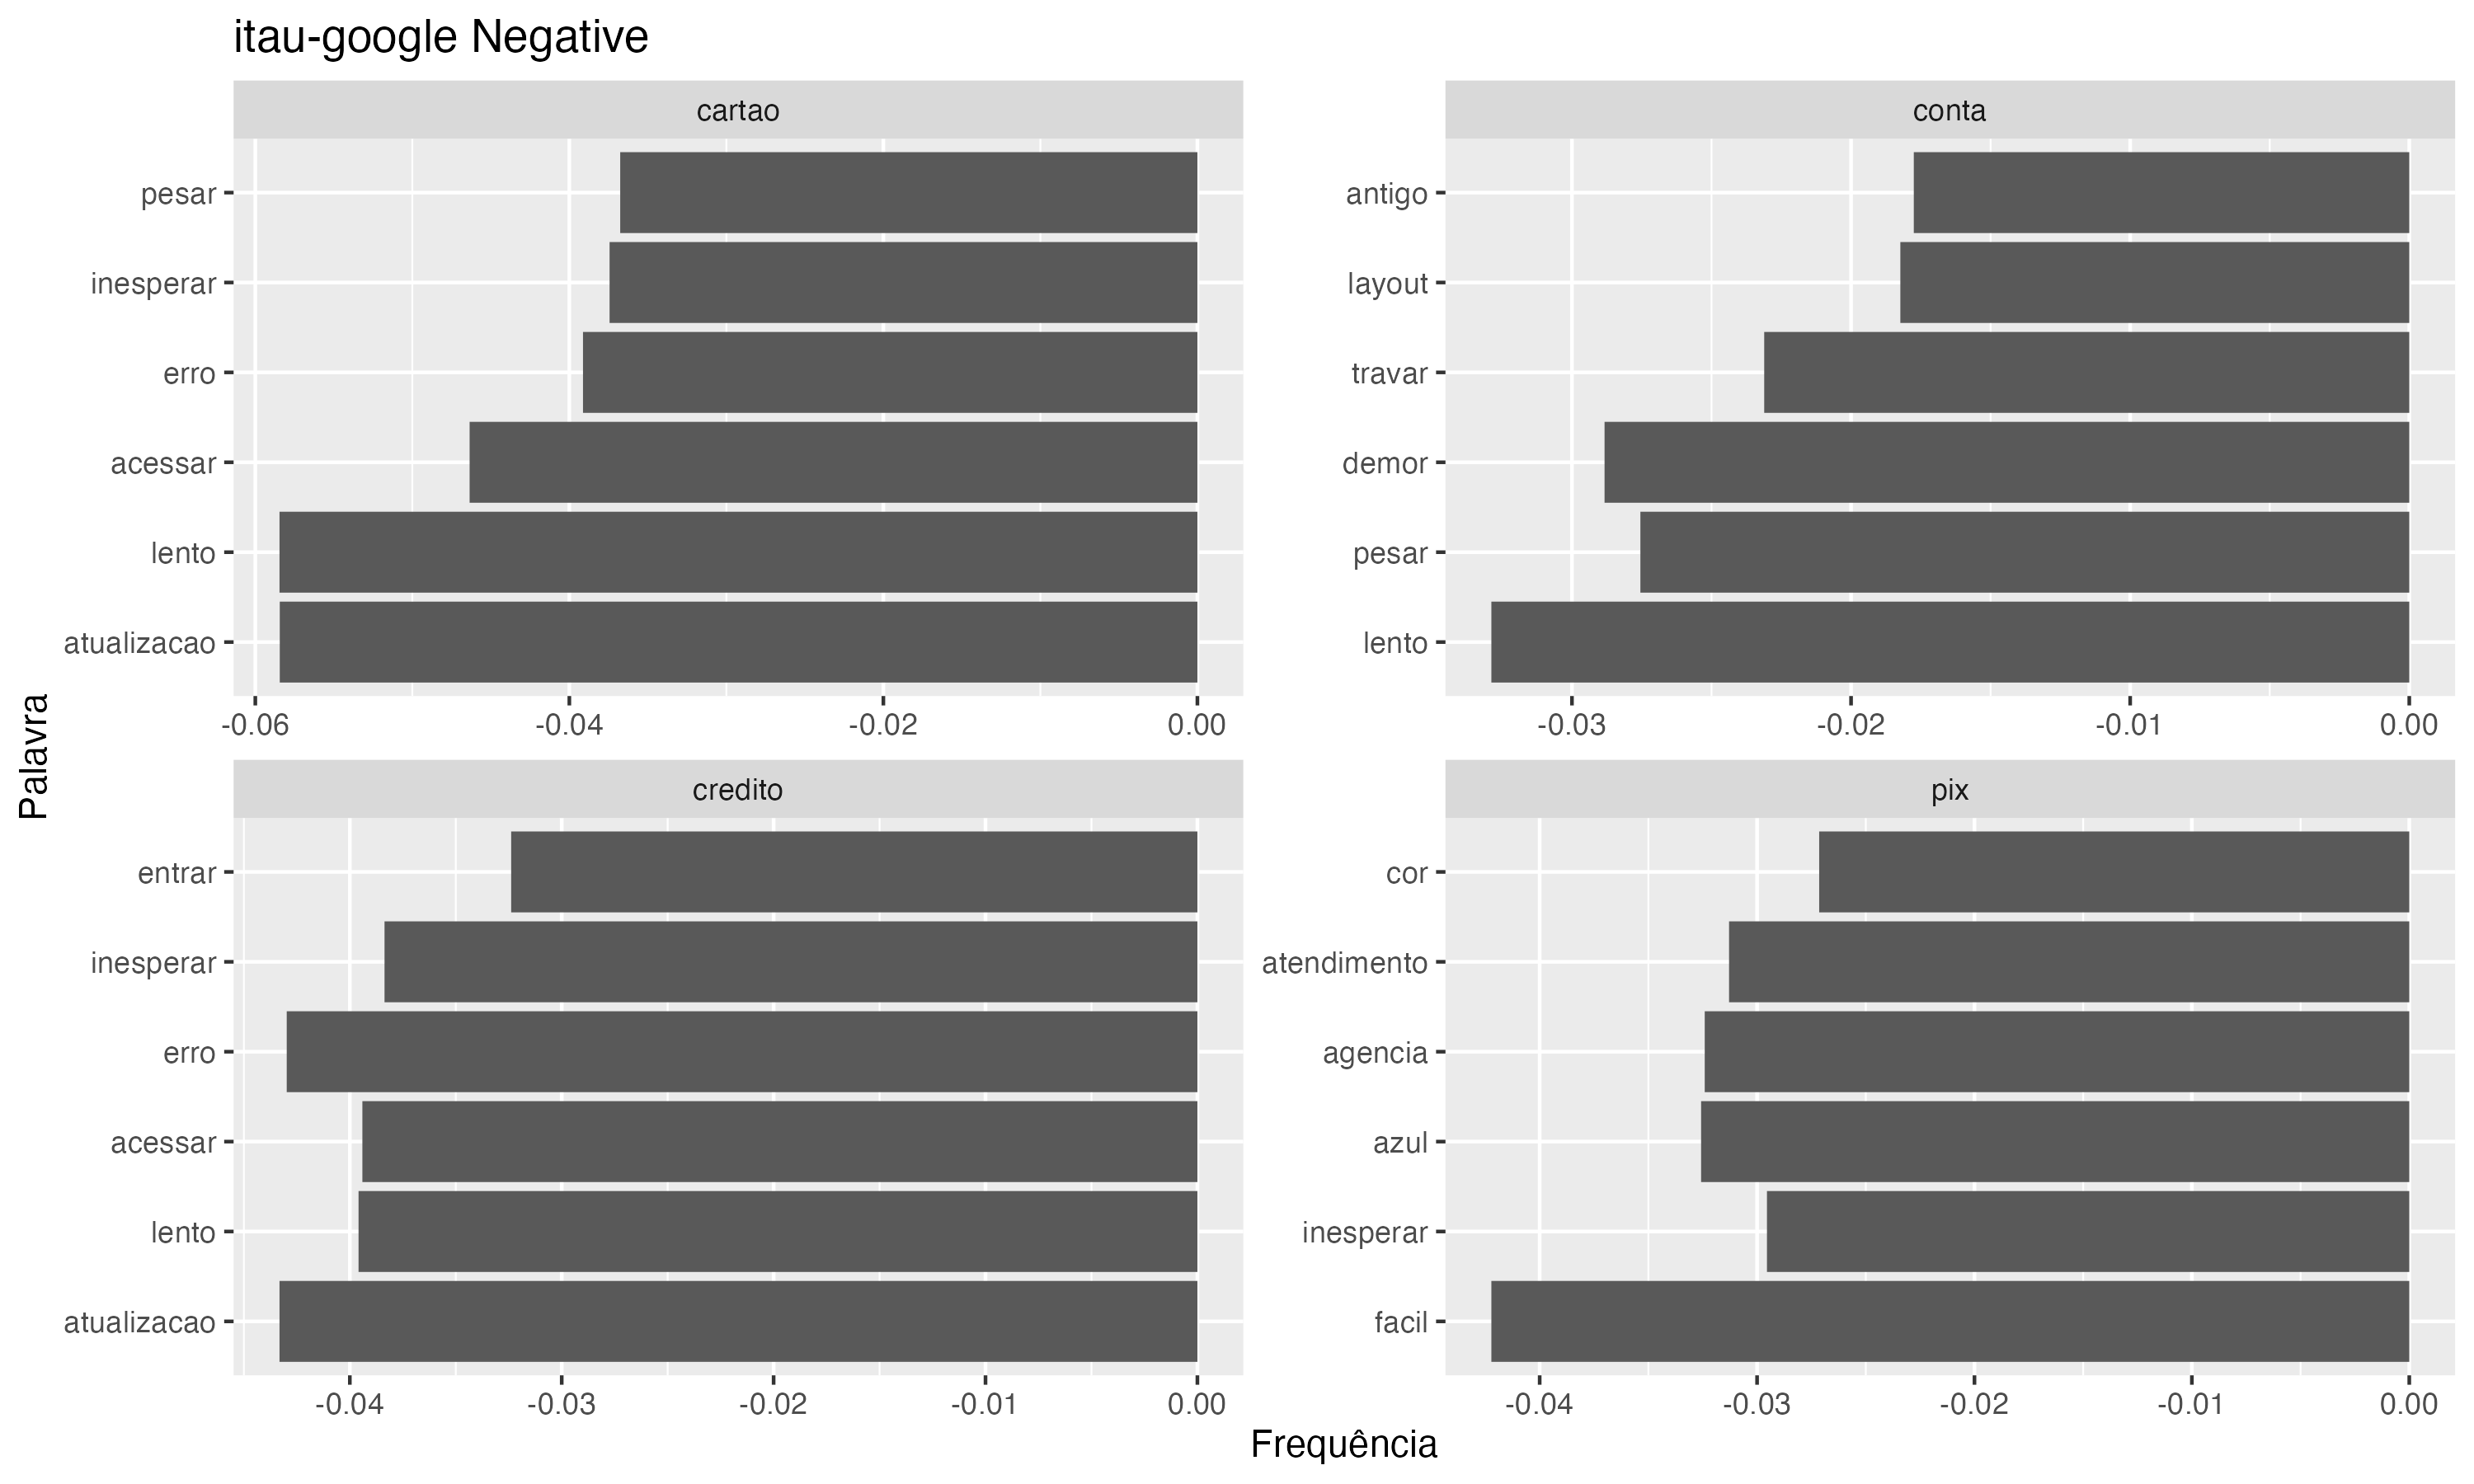 itau-google Negative
cartao
pesar
inesperar
erro
acessar
lento
atualizacao
-0.06 -0.04 -0.02 0.00
conta
antigo
layout
travar
demor
pesar
lento
-0.03 -0.02 -0.01 0.00
Palavra
credito
entrar
inesperar
erro
acessar
lento
atualizacao
-0.04 -0.03 -0.02 -0.01 0.00
pix
cor
atendimento
agencia
azul
inesperar
facil
-0.04 -0.03 -0.02 -0.01 0.00
Frequência